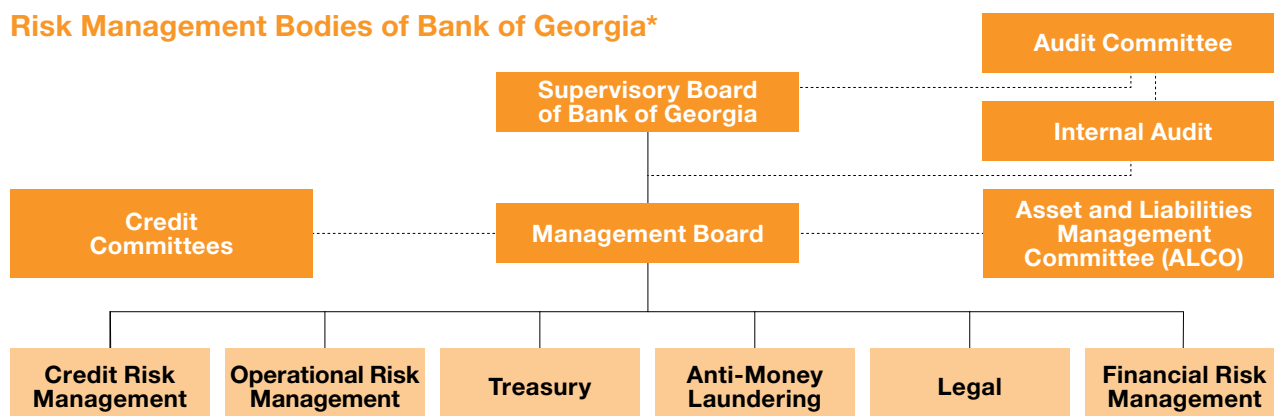 Risk Management Bodies of Bank of Georgia*
Audit Committee
Supervisory Board
of Bank of Georgia
Internal Audit
Credit
Committees
Management Board
Asset and Liabilities
Management
Committee (ALCO)
Credit Risk
Management
Operational Risk
Management
Treasury
Anti-Money
Laundering
Legal
Financial Risk
Management